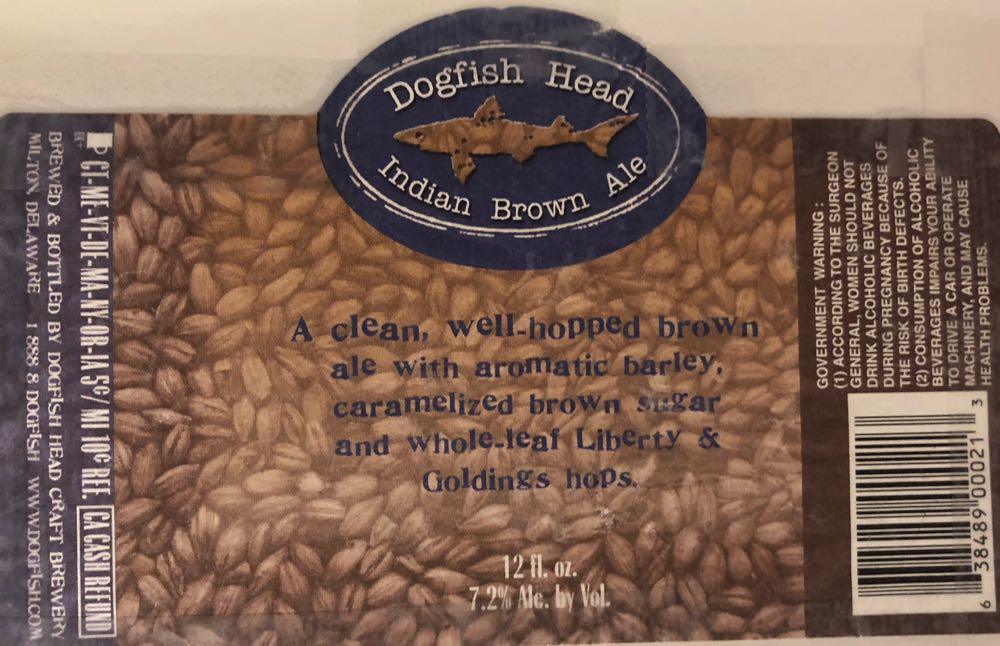 Dogfish Head
Indian Brown Ale
A clean, well-hopped brown
ale with aromatic barley,
caramelized brown sugar
and whole-leaf Liberty &
Goldings hops.
12 fl. oz.
7.2% Alc. by Vol.
CT-ME-VT-DE-MA-NY-OR-IA 5¢/ MI 10¢ REF. CA CASH REFUND
BREWED & BOTTLED BY DOGFISH HEAD CRAFT BREWERY
MILTON, DELAWARE 1 888 8 DOGFISH WWW.DOGFISH.COM
GOVERNMENT WARNING :
(1) ACCORDING TO THE SURGEON
GENERAL, WOMEN SHOULD NOT
DRINK ALCOHOLIC BEVERAGES
DURING PREGNANCY BECAUSE OF
THE RISK OF BIRTH DEFECTS.
(2) CONSUMPTION OF ALCOHOLIC
BEVERAGES IMPAIRS YOUR ABILITY
TO DRIVE A CAR OR OPERATE
MACHINERY, AND MAY CAUSE
HEALTH PROBLEMS.
6 38489 00021 3